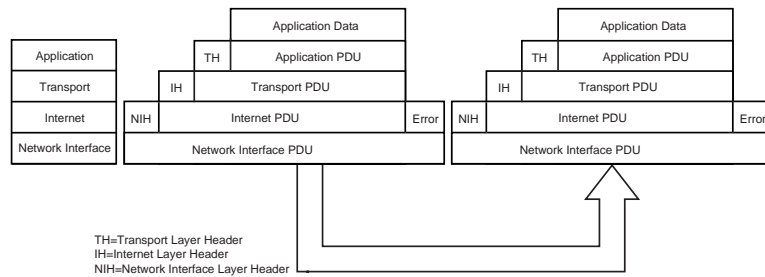 Application Data Application Data
Application TH Application PDU TH Application PDU
Transport IH Transport PDU IH Transport PDU
Internet NIH Internet PDU Error NIH Internet PDU Error
Network Interface Network Interface PDU Network Interface PDU
TH=Transport Layer Header
IH=Internet Layer Header
NIH=Network Interface Layer Header